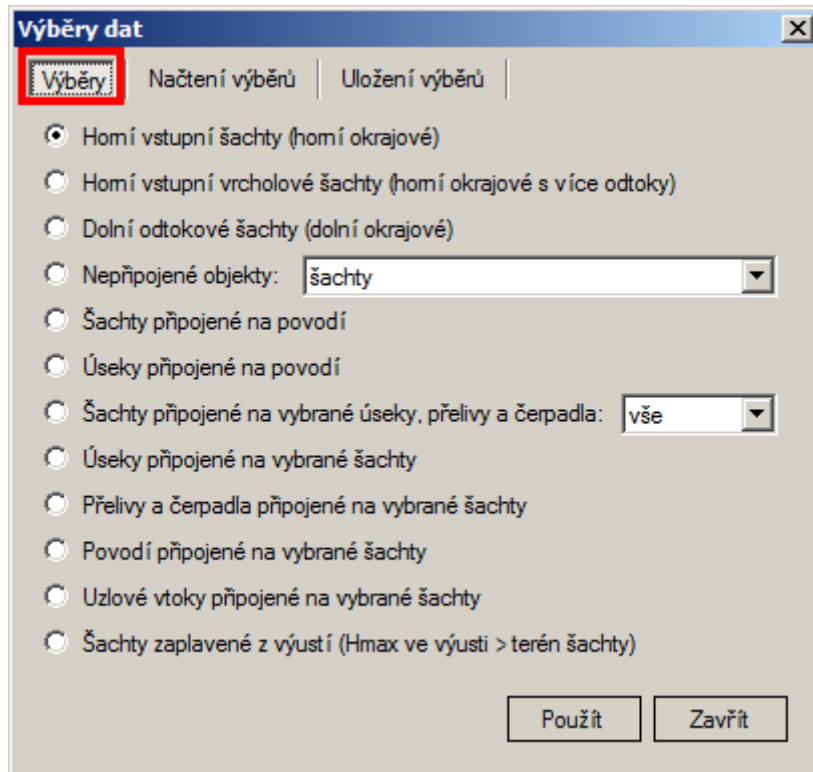 Výběry dat
Výběry Načtení výběrů Uložení výběrů
Horní vstupní šachty (horní okrajové)
Horní vstupní vrcholové šachty (horní okrajové s více odtoky)
Dolní odtokové šachty (dolní okrajové)
Nepřipojené objekty: šachty
Šachty připojené na povodí
Úseky připojené na povodí
Šachty připojené na vybrané úseky, přelivy a čerpadla: vše
Úseky připojené na vybrané šachty
Přelivy a čerpadla připojené na vybrané šachty
Povodí připojené na vybrané šachty
Uzlové vtoky připojené na vybrané šachty
Šachty zaplavené z výustí (Hmax ve výusti > terén šachty)
Použít Zavřít